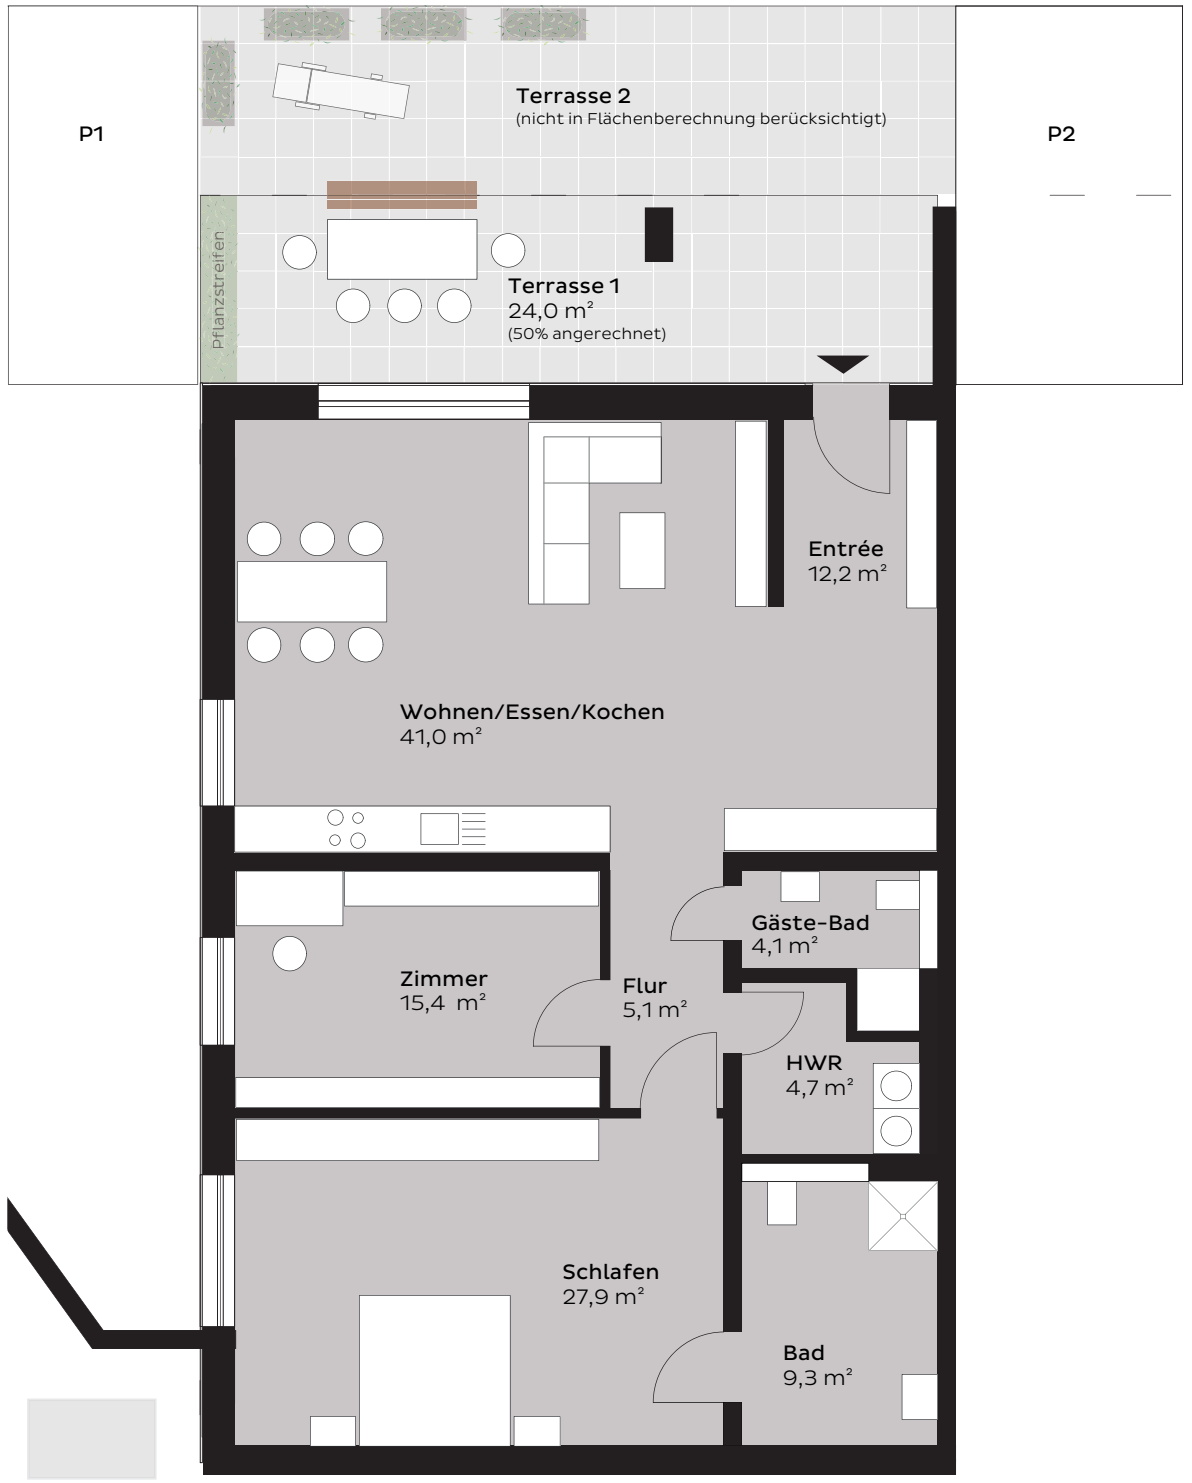 P1
Terrasse 2
(nicht in Flächenberechnung berücksichtigt)
P2
Pflanzstreifen
Terrasse 1
24,0 m²
(50% angerechnet)
Entrée
12,2 m²
Wohnen/Essen/Kochen
41,0 m²
Gäste-Bad
4,1 m²
Zimmer
15,4 m²
Flur
5,1 m²
HWR
4,7 m²
Schlafen
27,9 m²
Bad
9,3 m²